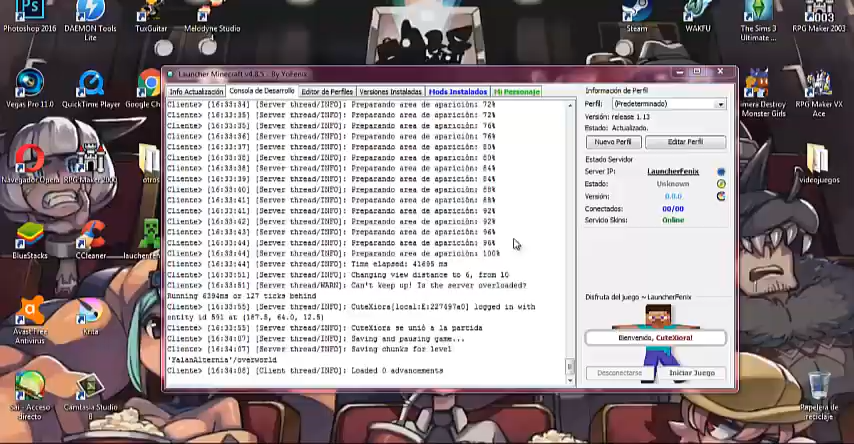 Photoshop 2016
DAEMON Tools
Lite
TuxGuitar
Melodyne Studio
4
Steam
WAKFU
The Sims 3
Ultimate ...
RPG Maker 2003
Vegas Pro 11.0
QuickTime Player
Google Chr
Camera Destroy
Monster Girls
RPG Maker VX
Ace
Navegador Opera
RPG Maker 2000
otros
videojuegos
BlueStacks
CCleaner
launcherFen
Avast Free
Antivirus
Krita
sai - Acceso
directo
Camtasia Studio
8
Papelera de
reciclaje
Launcher Minecraft v4.8.5 - By YoFenix
Info Actualización
Consola de Desarrollo
Editor de Perfiles
Versiones Instaladas
Mods Instalados
Mi Personaje
Cliente> [16:33:34] [Server thread/INFO]: Preparando area de aparición: 72%
Cliente> [16:33:35] [Server thread/INFO]: Preparando area de aparición: 72%
Cliente> [16:33:35] [Server thread/INFO]: Preparando area de aparición: 76%
Cliente> [16:33:36] [Server thread/INFO]: Preparando area de aparición: 76%
Cliente> [16:33:37] [Server thread/INFO]: Preparando area de aparición: 80%
Cliente> [16:33:38] [Server thread/INFO]: Preparando area de aparición: 80%
Cliente> [16:33:38] [Server thread/INFO]: Preparando area de aparición: 84%
Cliente> [16:33:39] [Server thread/INFO]: Preparando area de aparición: 84%
Cliente> [16:33:40] [Server thread/INFO]: Preparando area de aparición: 88%
Cliente> [16:33:41] [Server thread/INFO]: Preparando area de aparición: 88%
Cliente> [16:33:41] [Server thread/INFO]: Preparando area de aparición: 92%
Cliente> [16:33:42] [Server thread/INFO]: Preparando area de aparición: 92%
Cliente> [16:33:43] [Server thread/INFO]: Preparando area de aparición: 96%
Cliente> [16:33:44] [Server thread/INFO]: Preparando area de aparición: 96%
Cliente> [16:33:44] [Server thread/INFO]: Preparando area de aparición: 100%
Cliente> [16:33:44] [Server thread/INFO]: Time elapsed: 41695 ms
Cliente> [16:33:51] [Server thread/INFO]: Changing view distance to 6, from 10
Cliente> [16:33:51] [Server thread/WARN]: Can't keep up! Is the server overloaded?
Running 6394ms or 127 ticks behind
Cliente> [16:33:55] [Server thread/INFO]: CuteXiora[local:E:227497a0] logged in with
entity id 591 at (167.5, 64.0, 12.5)
Cliente> [16:33:55] [Server thread/INFO]: CuteXiora se unió a la partida
Cliente> [16:34:07] [Server thread/INFO]: Saving and pausing game...
Cliente> [16:34:07] [Server thread/INFO]: Saving chunks for level
'FalanAlternia'/overworld
Cliente> [16:34:08] [Client thread/INFO]: Loaded 0 advancements
Información de Perfil
Perfil: (Predeterminado)
Versión: release 1.13
Estado: Actualizado.
Nuevo Perfil
Editar Perfil
Estado Servidor
Server IP: LauncherFenix
Estado: Unknown
Versión: 0.0.0
Conectados: 00/00
Servicio Skins: Online
Disfruta del juego ~ LauncherFenix
Bienvenido, CuteXiora!
Desconectarse
Iniciar Juego